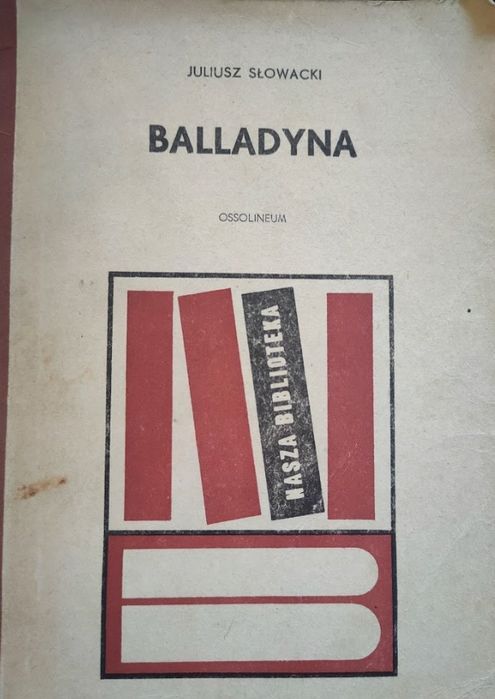 JULIUSZ SŁOWACKI
BALLADYNA
OSSOLINEUM
NASZA BIBLIOTEKA